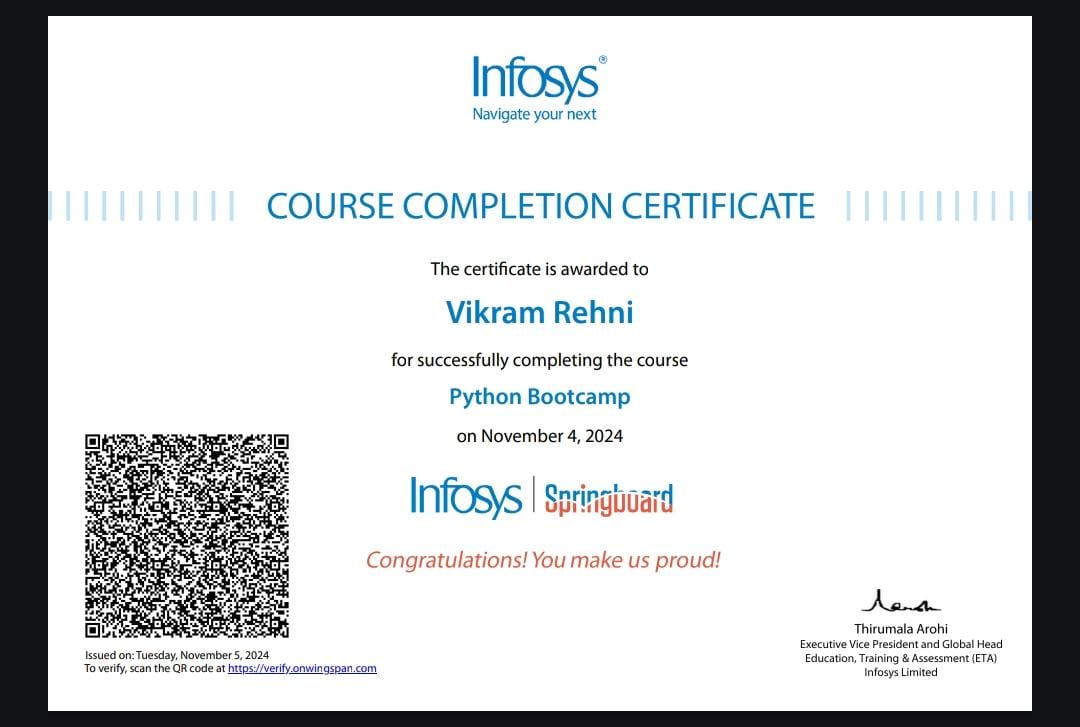 Infosys®
Navigate your next
COURSE COMPLETION CERTIFICATE
The certificate is awarded to
Vikram Rehni
for successfully completing the course
Python Bootcamp
on November 4, 2024
Infosys | Springboard
Congratulations! You make us proud!
Issued on: Tuesday, November 5, 2024
To verify, scan the QR code at https://verify.onwingspan.com
Thirumala Arohi
Executive Vice President and Global Head
Education, Training & Assessment (ETA)
Infosys Limited